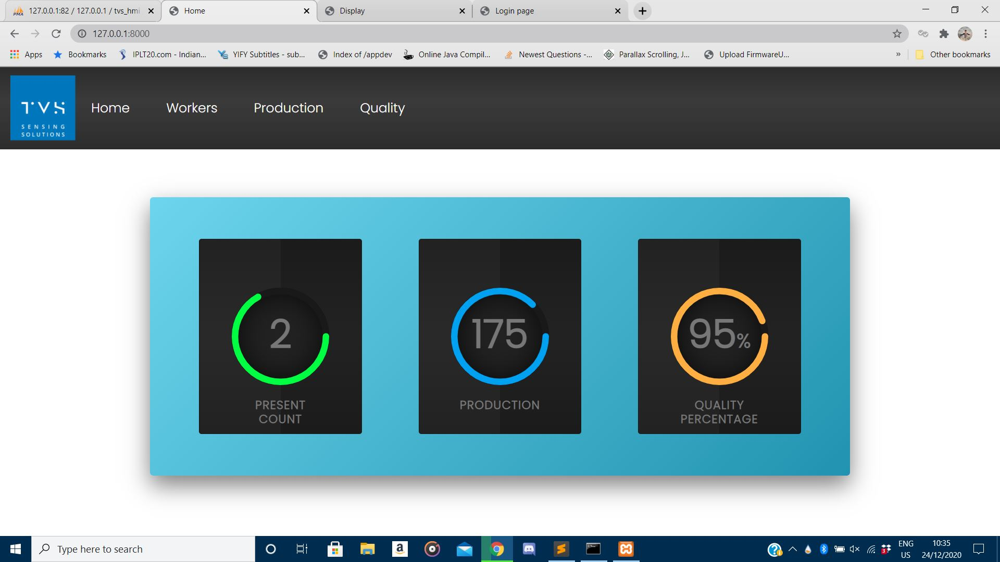 127.0.0.1:82 / 127.0.0.1 / tvs_hmi
Home
Display
Login page
127.0.0.1:8000
Apps
Bookmarks
IPLT20.com - Indian...
YIFY Subtitles - sub...
Index of /appdev
Online Java Compil...
Newest Questions -...
Parallax Scrolling, J...
Upload FirmwareU...
»
Other bookmarks
TVS
SENSING
SOLUTIONS
Home
Workers
Production
Quality
2
PRESENT
COUNT
175
PRODUCTION
95%
QUALITY
PERCENTAGE
Type here to search
ENG
US
10:35
24/12/2020